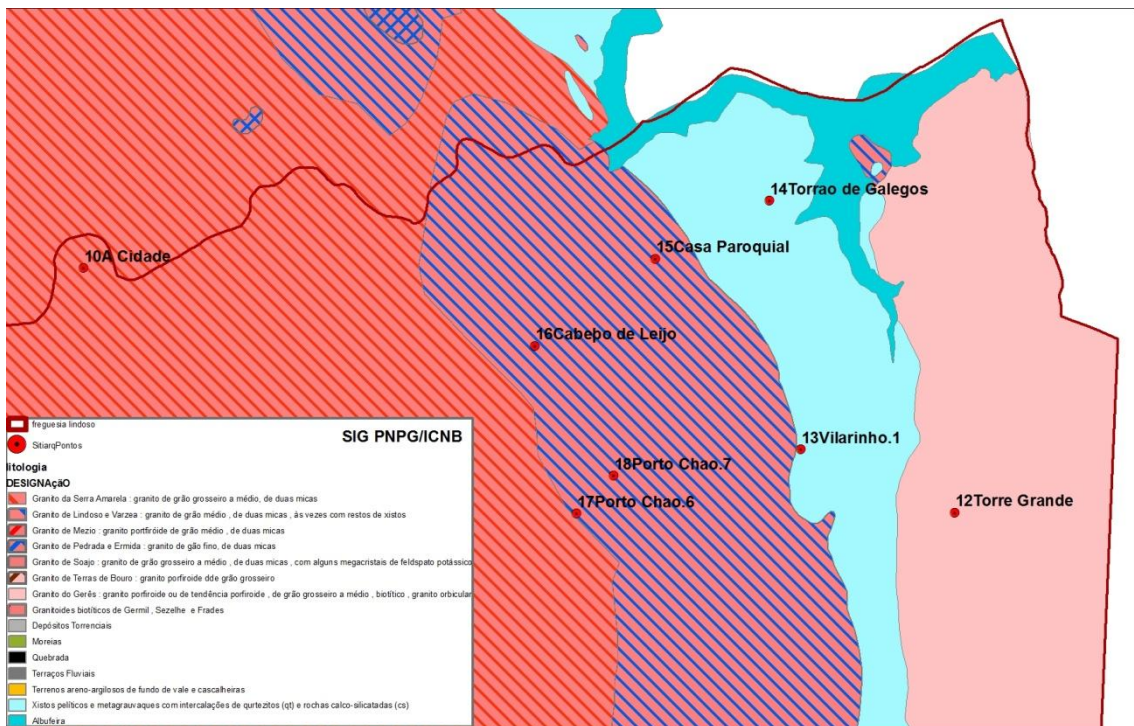 14Torrao de Galegos
15Casa Paroquial
10A Cidade
16Cabeþo de Leijo
13Vilarinho.1
18Porto Chao.7
17Porto Chao.6
12Torre Grande
SIG PNPG/ICNB
freguesia lindoso
SitiarqPontos
litologia
DESIGNAçãO
Granito da Serra Amarela : granito de grão grosseiro a médio, de duas micas
Granito de Lindoso e Varzea : granito de grão médio , de duas micas , às vezes com restos de xistos
Granito de Mezio : granito portfiróide de grão médio , de duas micas
Granito de Pedrada e Ermida : granito de gão fino, de duas micas
Granito de Soajo : granito de grão grosseiro a médio , de duas micas , com alguns megacristais de feldspato potássico
Granito de Terras de Bouro : granito porfiroide dde grão grosseiro
Granito do Gerês : granito porfiroide ou de tendência porfiroide , de grão grosseiro a médio , biotítico , granito orbicular
Granitoides biotíticos de Germil , Sezelhe e Frades
Depósitos Torrenciais
Moreias
Quebrada
Terraços Fluviais
Terrenos areno-argilosos de fundo de vale e cascalheiras
Xistos pelíticos e metagrauvaques com intercalações de qurtezitos (qt) e rochas calco-silicatadas (cs)
Albufeira